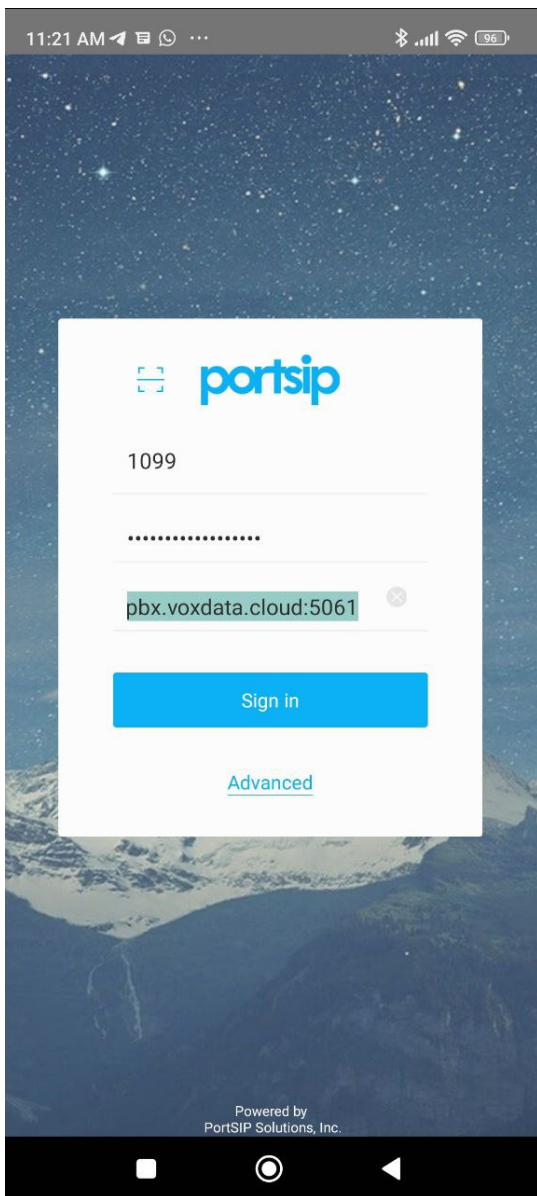 11:21 AM ...
96
portsip
1099
••••••••••••••••••
pbx.voxdata.cloud:5061
Sign in
Advanced
Powered by
PortSIP Solutions, Inc.